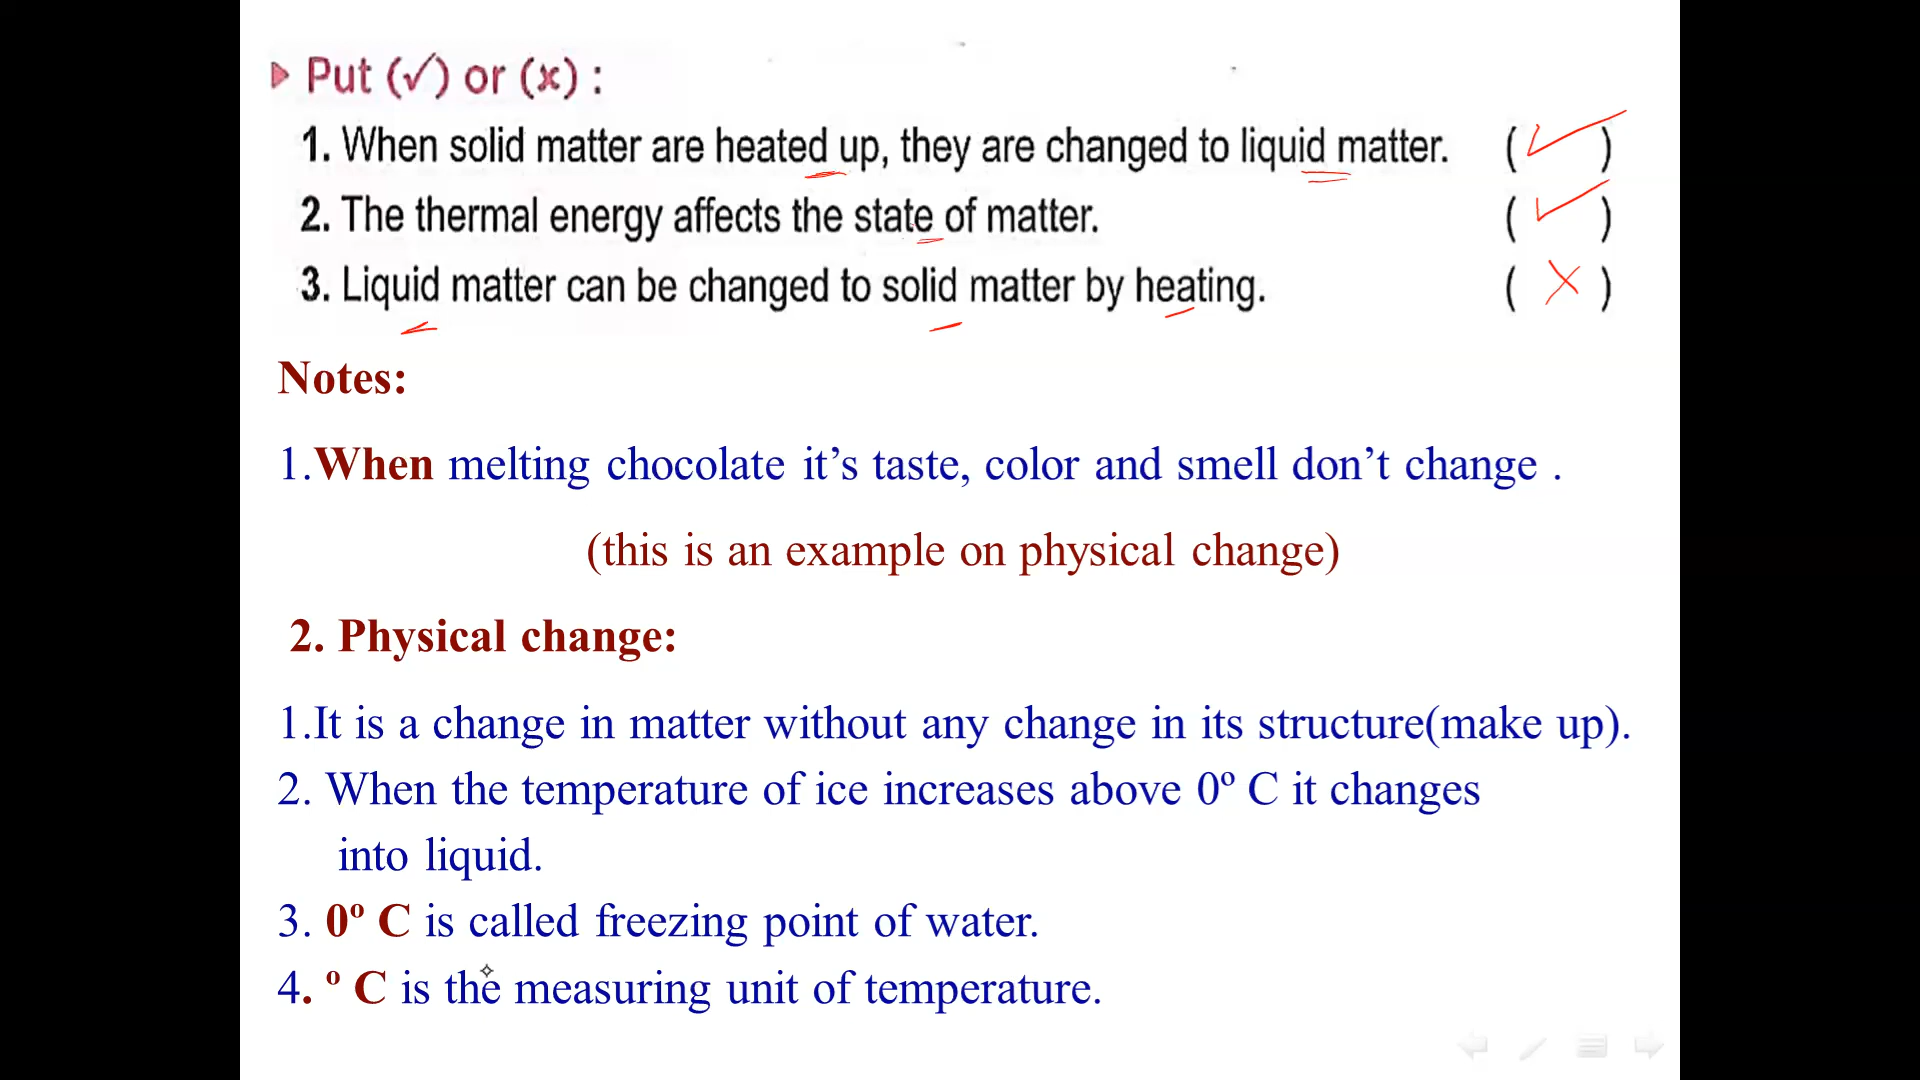 Put (✓) or (x) :
1. When solid matter are heated up, they are changed to liquid matter. ( ✓ )
2. The thermal energy affects the state of matter. ( ✓ )
3. Liquid matter can be changed to solid matter by heating. ( X )
Notes:
1.When melting chocolate it’s taste, color and smell don’t change .
(this is an example on physical change)
2. Physical change:
1.It is a change in matter without any change in its structure(make up).
2. When the temperature of ice increases above 0º C it changes
into liquid.
3. 0º C is called freezing point of water.
4. º C is the measuring unit of temperature.